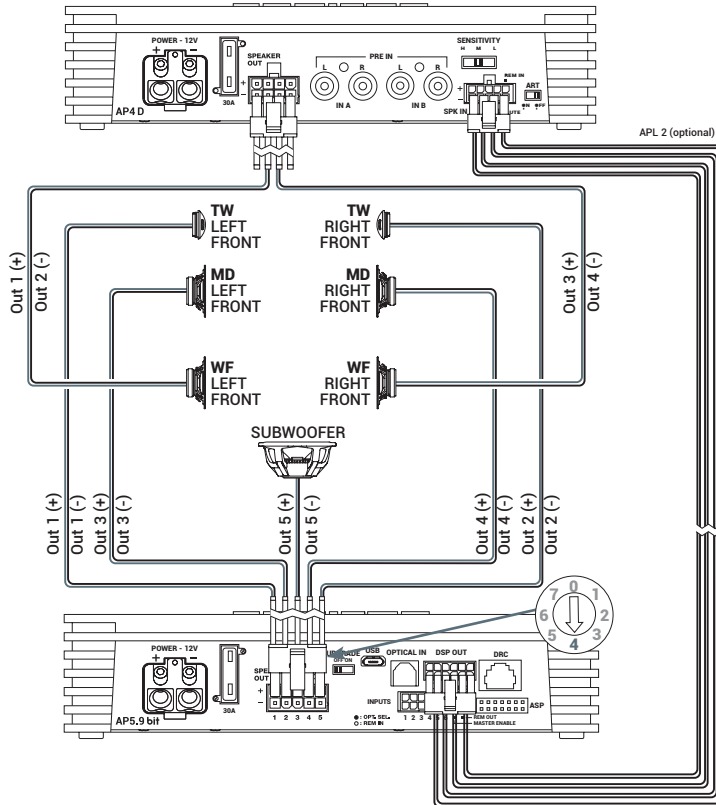 POWER - 12V
+ -
30A
AP4 D
SPEAKER
OUT
+
-
PRE IN
L R L R
IN A IN B
SENSITIVITY
H M L
REM IN
+
-
SPK IN
ART
ON OFF
APL 2 (optional)
Out 1 (+)
Out 2 (-)
TW
LEFT
FRONT
TW
RIGHT
FRONT
MD
LEFT
FRONT
MD
RIGHT
FRONT
WF
LEFT
FRONT
WF
RIGHT
FRONT
Out 3 (+)
Out 4 (-)
SUBWOOFER
Out 1 (+)
Out 1 (-)
Out 3 (+)
Out 3 (-)
Out 5 (+)
Out 5 (-)
Out 4 (+)
Out 4 (-)
Out 2 (+)
Out 2 (-)
7 0 1
6 2
5 4 3
POWER - 12V
+ -
30A
AP5.9 bit
OUT
+
-
1 2 3 4 5
OFF ON
USB
OPTICAL IN
DSP OUT
DRC
INPUTS
1 2 3 4
ASP
: OPT. SEL.
: REM IN
REM OUT
MASTER ENABLE